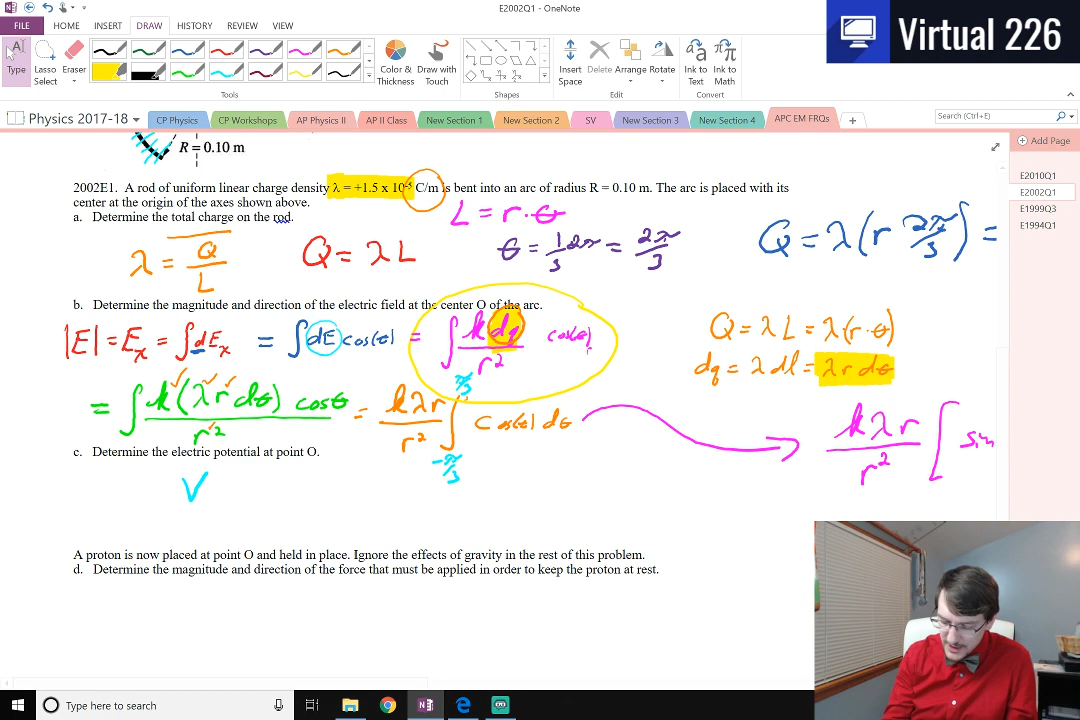 E2002Q1 - OneNote
FILE HOME INSERT DRAW HISTORY REVIEW VIEW
Virtual 226
Type
Lasso Select
Eraser
Color & Thickness
Draw with Touch
Insert Space
Delete
Arrange
Rotate
Ink to Text
Ink to Math
Tools Shapes Edit Convert
Physics 2017-18 CP Physics CP Workshops AP Physics II AP II Class New Section 1 New Section 2 SV New Section 3 New Section 4 APC EM FRQs
Search (Ctrl+E)
Add Page
E2010Q1
E2002Q1
E1999Q3
E1994Q1
R = 0.10 m
2002E1. A rod of uniform linear charge density λ = +1.5 x 10⁻⁵ C/m is bent into an arc of radius R = 0.10 m. The arc is placed with its
center at the origin of the axes shown above.
a. Determine the total charge on the rod.
L = r·θ
λ = Q/L
Q = λL
θ = 1/3 2π = 2π/3
Q = λ(r 2π/3) =
b. Determine the magnitude and direction of the electric field at the center O of the arc.
|E| = Eₓ = ∫dEₓ = ∫dE cos(θ) = ∫ k dq/r² cos(θ)
Q = λL = λ(r·θ)
dq = λdl = λ r dθ
= ∫ k(λ r dθ) cosθ/r² = kλr/r² ∫ cos(θ) dθ
π/3
-π/3
kλr/r² [ sin
c. Determine the electric potential at point O.
V
A proton is now placed at point O and held in place. Ignore the effects of gravity in the rest of this problem.
d. Determine the magnitude and direction of the force that must be applied in order to keep the proton at rest.
Type here to search